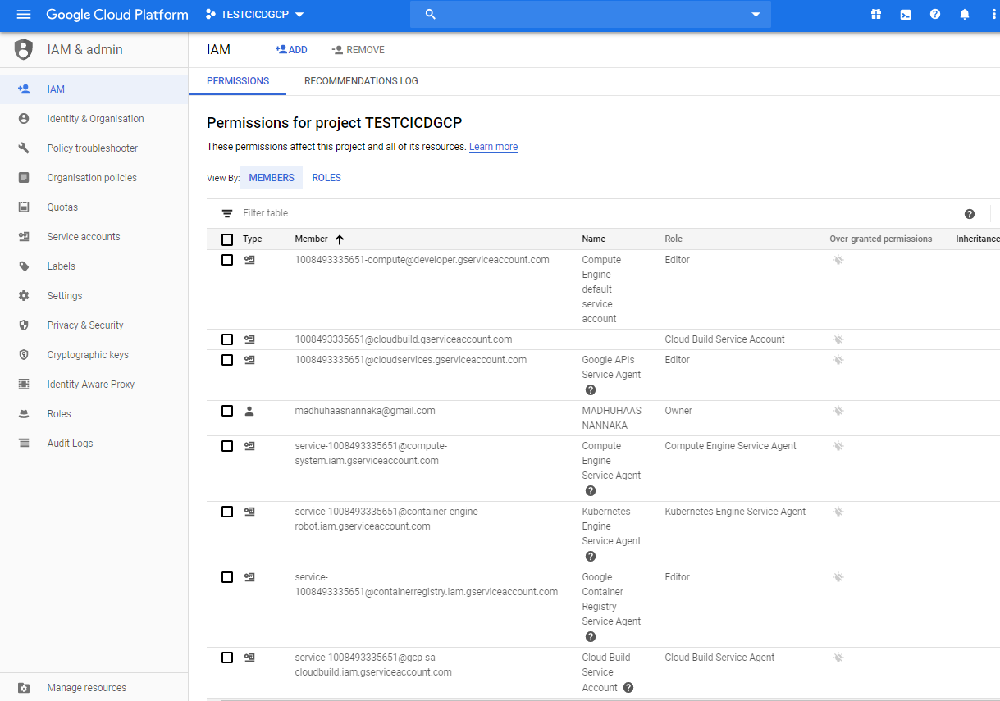 Google Cloud Platform TESTCICDGCP
IAM & admin
IAM
Identity & Organisation
Policy troubleshooter
Organisation policies
Quotas
Service accounts
Labels
Settings
Privacy & Security
Cryptographic keys
Identity-Aware Proxy
Roles
Audit Logs
Manage resources
IAM ADD REMOVE
PERMISSIONS RECOMMENDATIONS LOG
Permissions for project TESTCICDGCP
These permissions affect this project and all of its resources. Learn more
View By: MEMBERS ROLES
Filter table
Type Member Name Role Over-granted permissions Inheritance
1008493335651-compute@developer.gserviceaccount.com Compute Editor
Engine
default
service
account
1008493335651@cloudbuild.gserviceaccount.com Cloud Build Service Account
1008493335651@cloudservices.gserviceaccount.com Google APIs Editor
Service Agent
madhuhaasnannaka@gmail.com MADHUHAAS Owner
NANNAKA
service-1008493335651@compute- Compute Compute Engine Service Agent
system.iam.gserviceaccount.com Engine
Service Agent
service-1008493335651@container-engine- Kubernetes Kubernetes Engine Service Agent
robot.iam.gserviceaccount.com Engine
Service Agent
service- Google Editor
1008493335651@containerregistry.iam.gserviceaccount.com Container
Registry
Service Agent
service-1008493335651@gcp-sa- Cloud Build Cloud Build Service Agent
cloudbuild.iam.gserviceaccount.com Service
Account